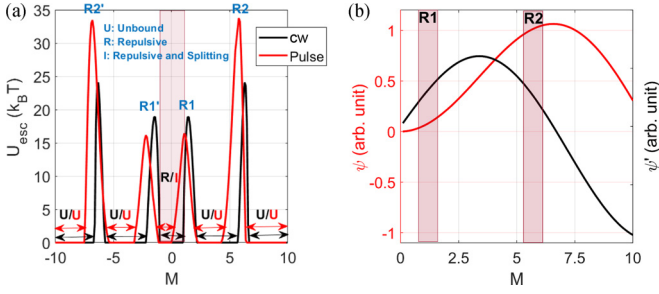 (a)
R2'
R2
35
30
25
20
15
10
5
0
U_esc (k_B T)
U: Unbound
R: Repulsive
I: Repulsive and Splitting
cw
Pulse
R1'
R1
R/I
U/U
U/U
U/U
U/U
-10
-5
0
5
10
M
(b)
R1
R2
1
0.5
0
-0.5
-1
ψ (arb. unit)
ψ' (arb. unit)
0
2.5
5
7.5
10
M